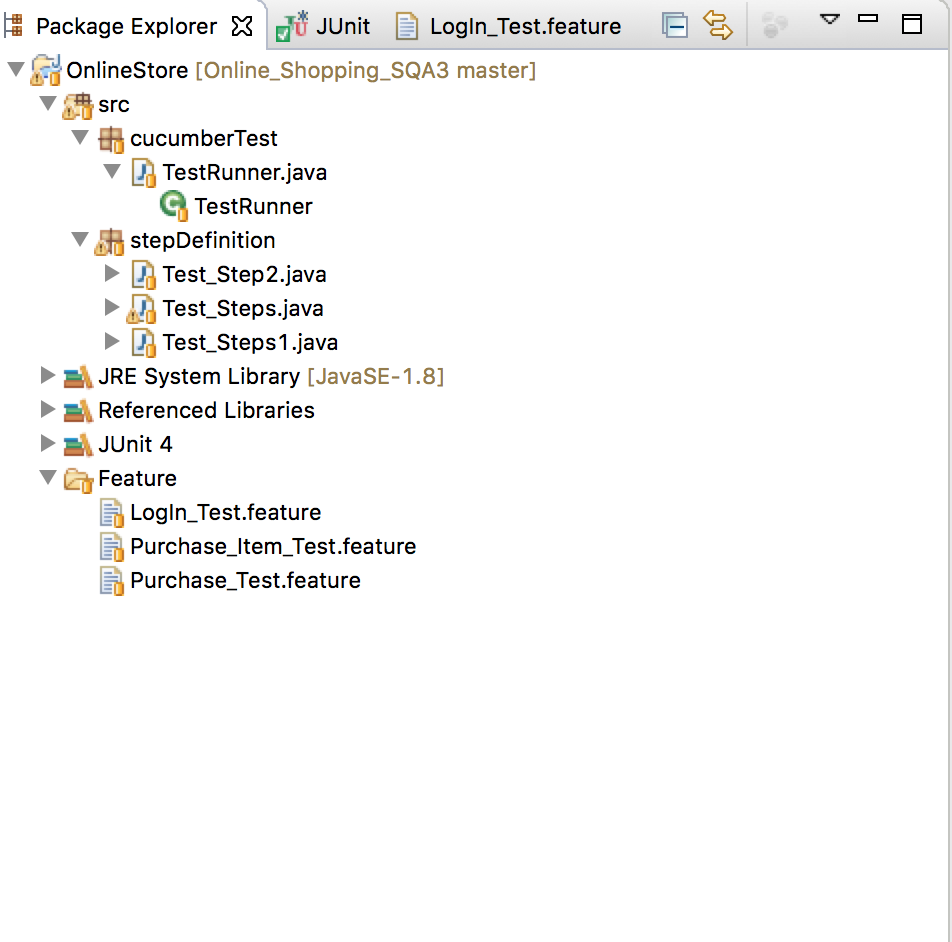 Package Explorer JUnit LogIn_Test.feature
OnlineStore [Online_Shopping_SQA3 master]
src
cucumberTest
TestRunner.java
TestRunner
stepDefinition
Test_Step2.java
Test_Steps.java
Test_Steps1.java
JRE System Library [JavaSE-1.8]
Referenced Libraries
JUnit 4
Feature
LogIn_Test.feature
Purchase_Item_Test.feature
Purchase_Test.feature